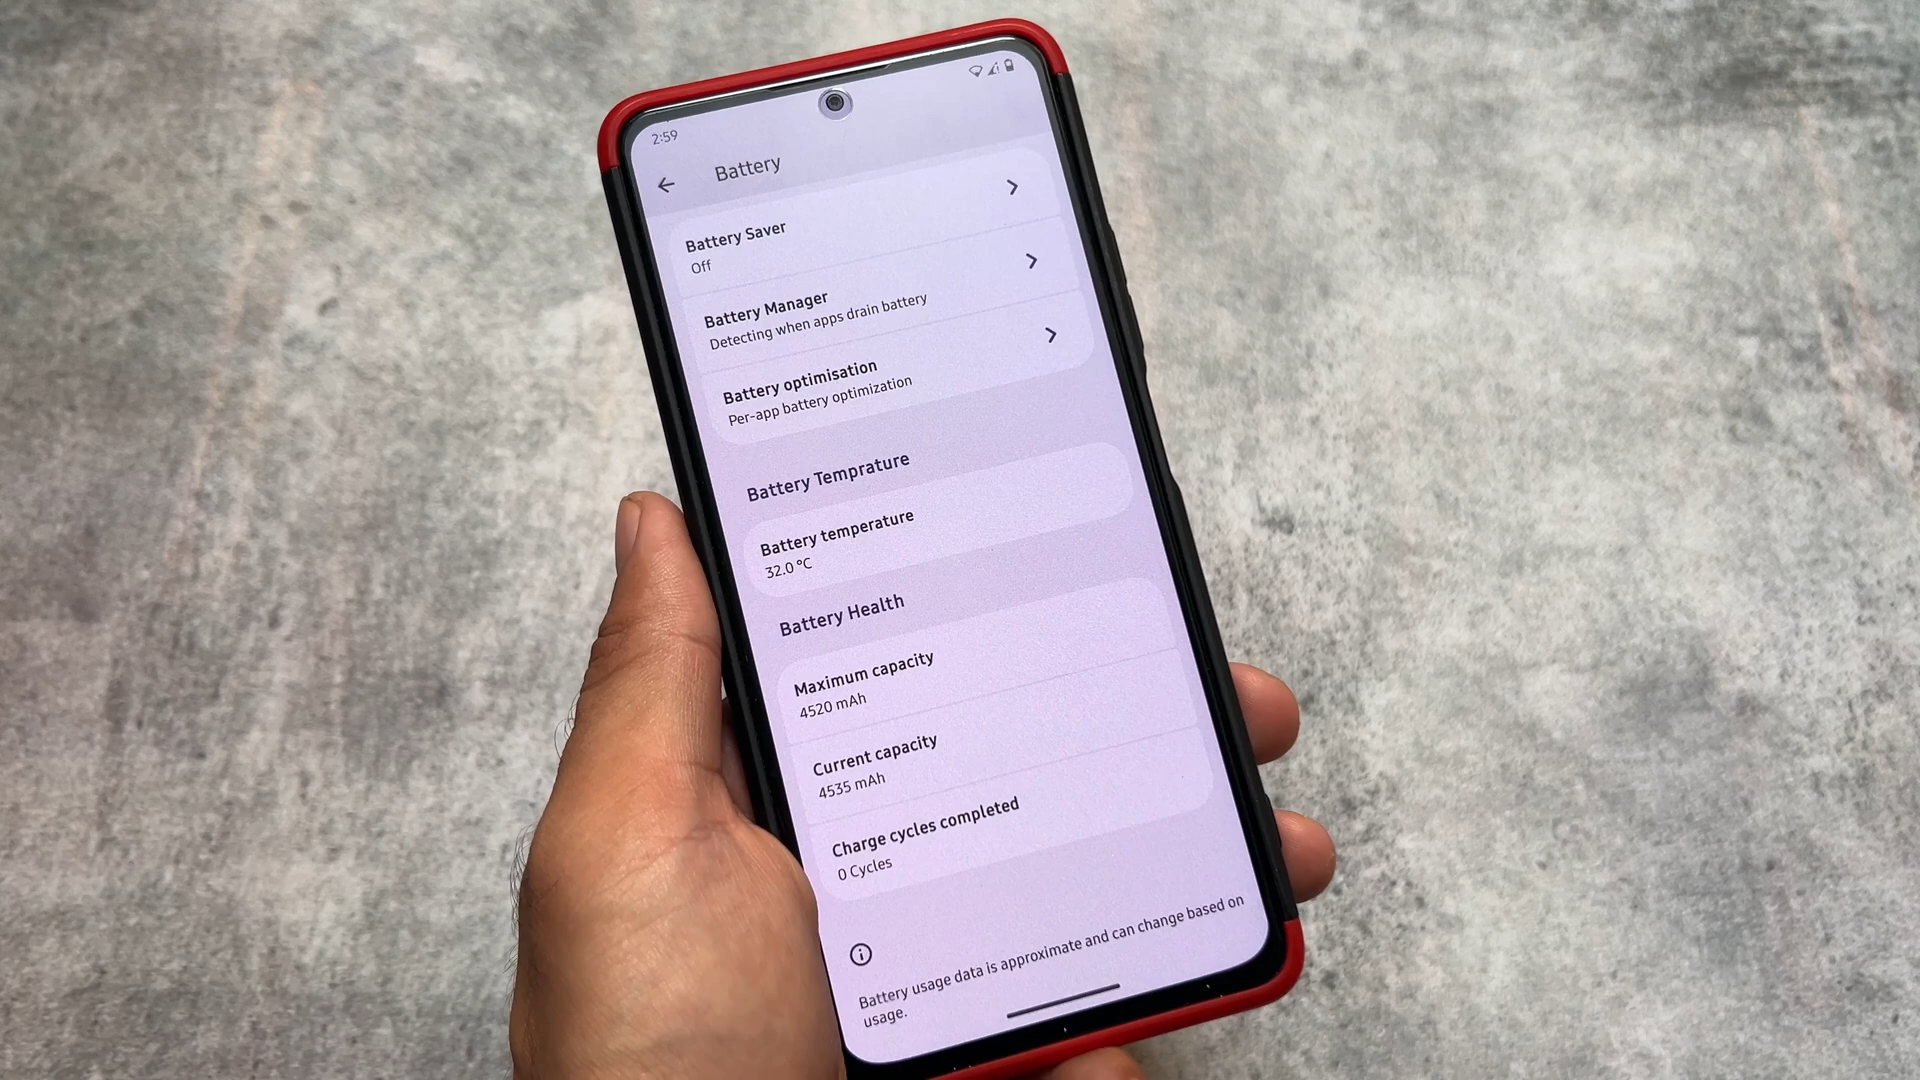 2:59
Battery
Battery Saver
Off
Battery Manager
Detecting when apps drain battery
Battery optimisation
Per-app battery optimization
Battery Temprature
Battery temperature
32.0 °C
Battery Health
Maximum capacity
4520 mAh
Current capacity
4535 mAh
Charge cycles completed
0 Cycles
Battery usage data is approximate and can change based on
usage.